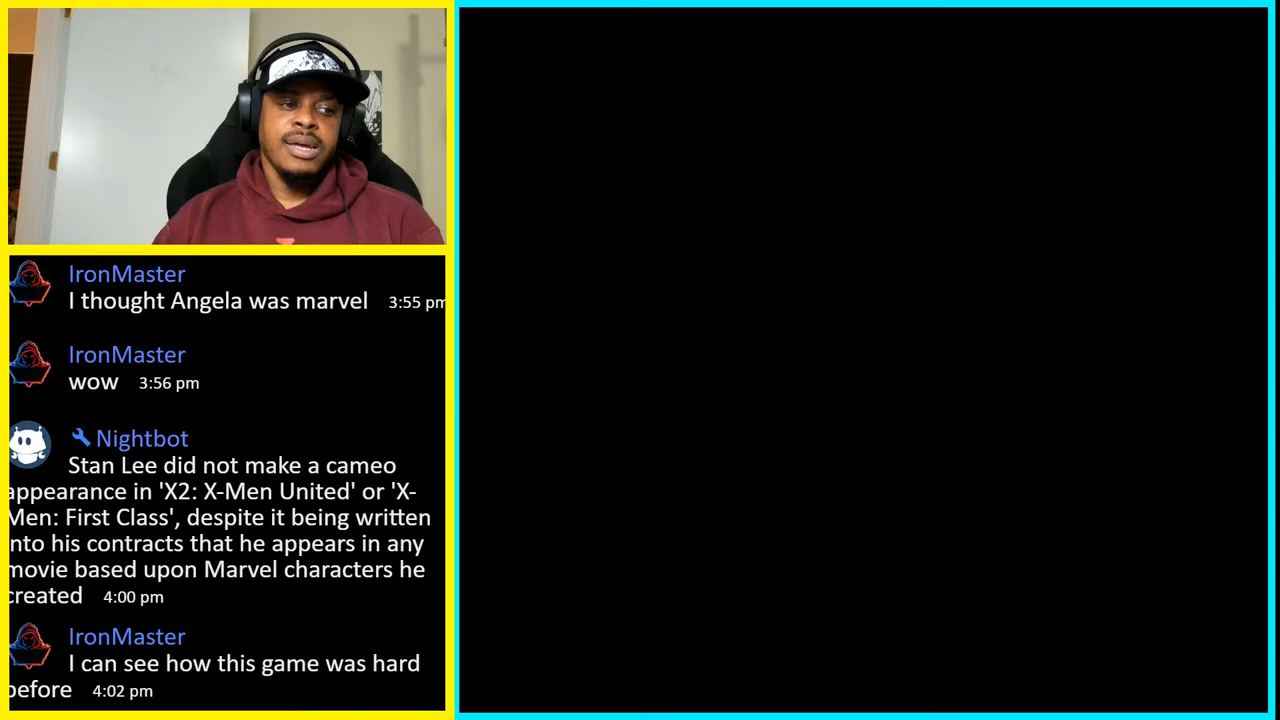 IronMaster
I thought Angela was marvel 3:55 pm
IronMaster
wow 3:56 pm
Nightbot
Stan Lee did not make a cameo
appearance in 'X2: X-Men United' or 'X-
Men: First Class', despite it being written
into his contracts that he appears in any
movie based upon Marvel characters he
created 4:00 pm
IronMaster
I can see how this game was hard
before 4:02 pm